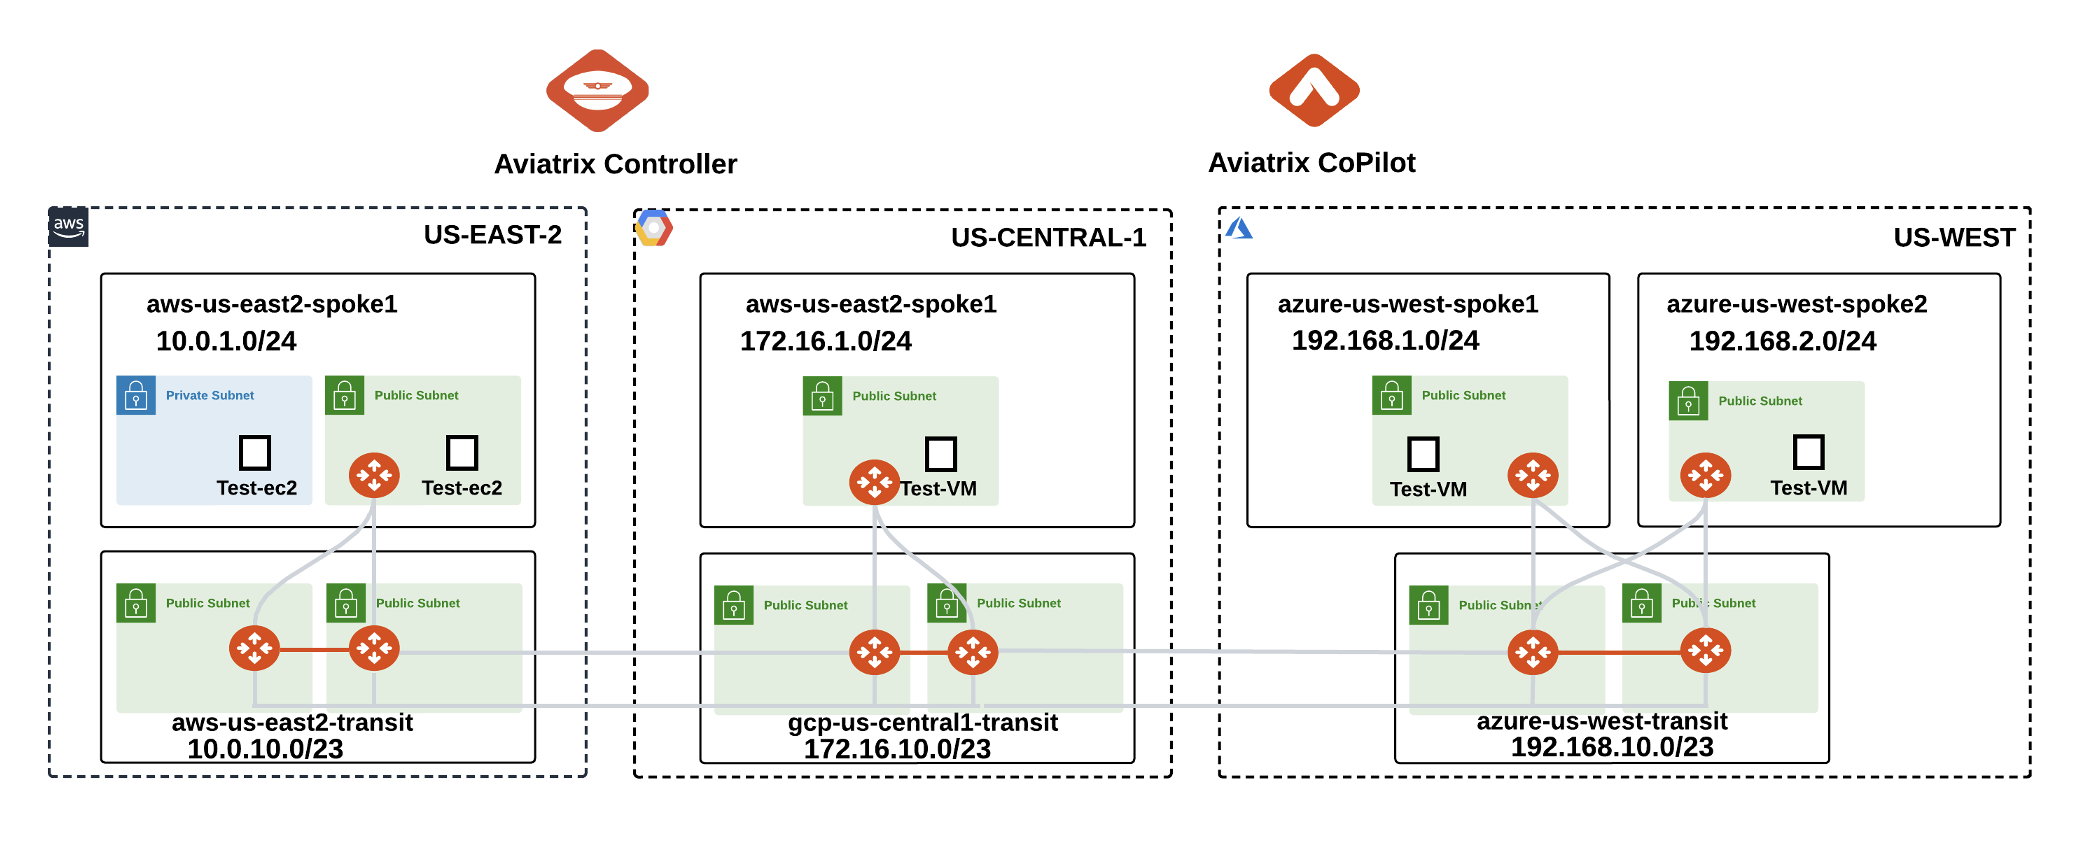 Aviatrix Controller
Aviatrix CoPilot
aws
US-EAST-2
aws-us-east2-spoke1
10.0.1.0/24
Private Subnet
Test-ec2
Public Subnet
Test-ec2
Public Subnet
Public Subnet
aws-us-east2-transit
10.0.10.0/23
US-CENTRAL-1
aws-us-east2-spoke1
172.16.1.0/24
Public Subnet
Test-VM
Public Subnet
Public Subnet
gcp-us-central1-transit
172.16.10.0/23
US-WEST
azure-us-west-spoke1
192.168.1.0/24
Public Subnet
Test-VM
azure-us-west-spoke2
192.168.2.0/24
Public Subnet
Test-VM
Public Subnet
Public Subnet
azure-us-west-transit
192.168.10.0/23